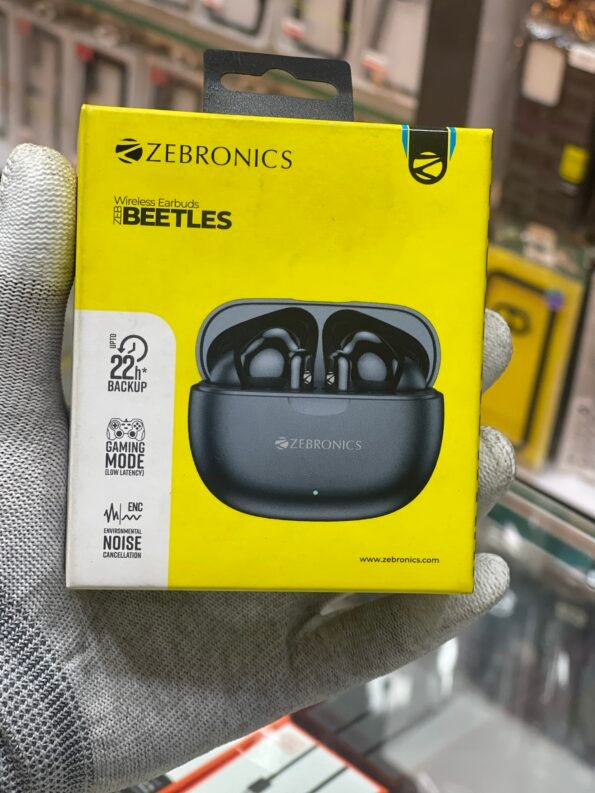 ZEBRONICS
Wireless Earbuds
ZEB BEETLES
UPTO
22h*
BACKUP
GAMING
MODE
(LOW LATENCY)
ENC
ENVIRONMENTAL
NOISE
CANCELLATION
ZEBRONICS
www.zebronics.com